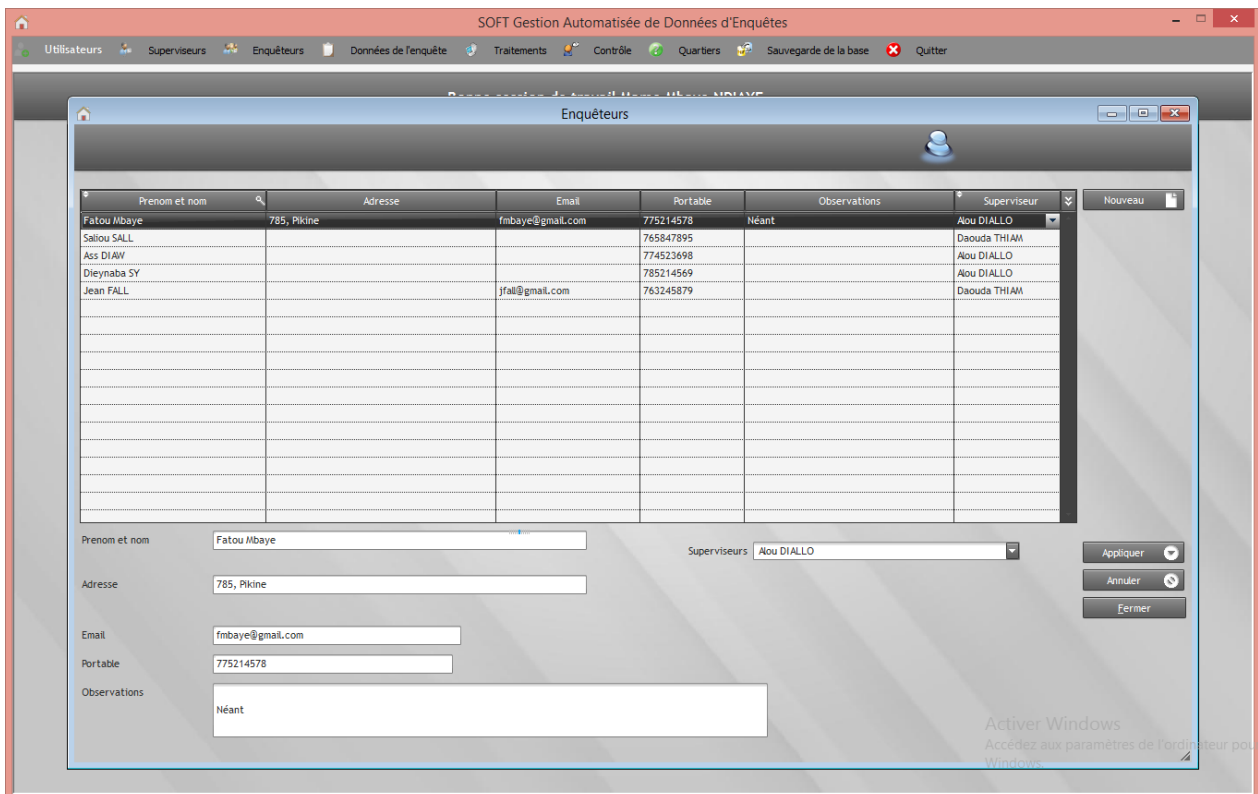 SOFT Gestion Automatisée de Données d'Enquêtes
Utilisateurs Superviseurs Enquêteurs Données de l'enquête Traitements Contrôle Quartiers Sauvegarde de la base Quitter
Enquêteurs
Prenom et nom Adresse Email Portable Observations Superviseur Nouveau
Fatou Mbaye 785, Pikine fmbaye@gmail.com 775214578 Néant Alou DIALLO
Saliou SALL 765847895 Daouda THIAM
Ass DIAW 774523698 Alou DIALLO
Dieynaba SY 785214569 Alou DIALLO
Jean FALL jfall@gmail.com 763245879 Daouda THIAM
Prenom et nom Fatou Mbaye
Superviseurs Alou DIALLO
Appliquer
Adresse 785, Pikine
Annuler
Fermer
Email fmbaye@gmail.com
Portable 775214578
Observations
Néant
Activer Windows
Accédez aux paramètres de l'ordinateur pou
Windows.